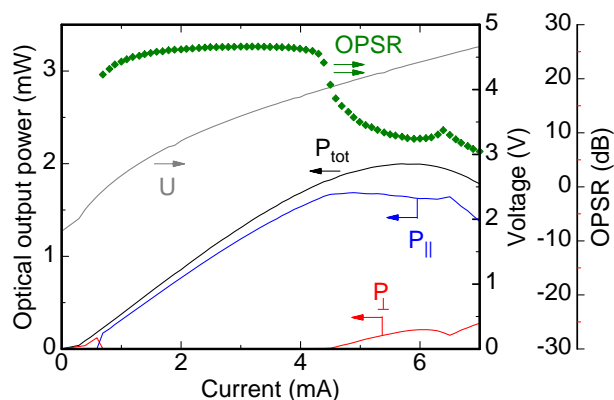 OPSR
U
P_tot
P_||
P_⊥
Optical output power (mW)
0
1
2
3
Current (mA)
0
2
4
6
Voltage (V)
0
1
2
3
4
5
OPSR (dB)
-30
-20
-10
0
10
20
30